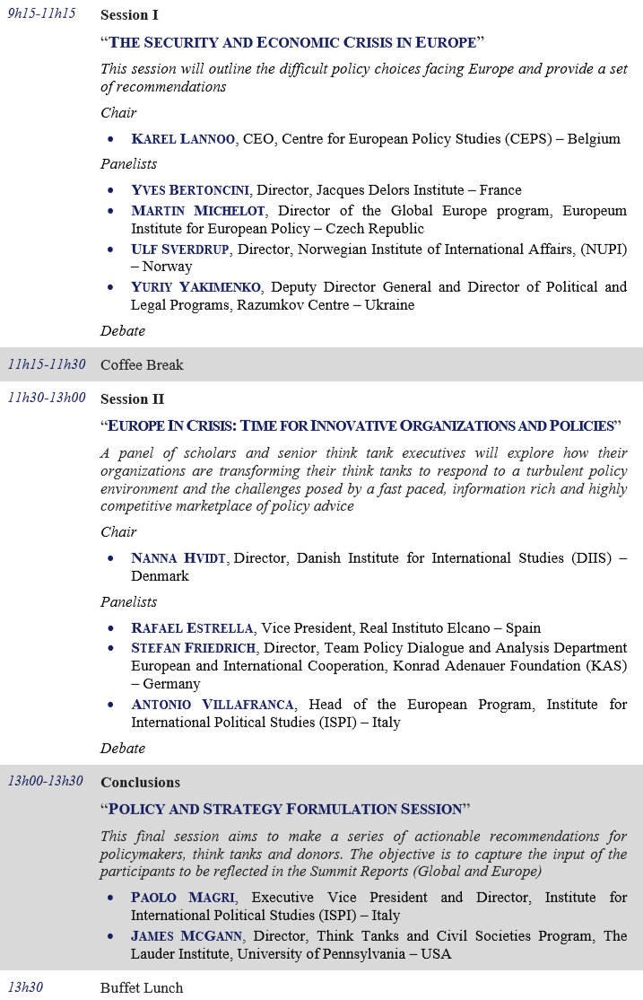 9h15-11h15 Session I
“THE SECURITY AND ECONOMIC CRISIS IN EUROPE”
This session will outline the difficult policy choices facing Europe and provide a set
of recommendations
Chair
• KAREL LANNOO, CEO, Centre for European Policy Studies (CEPS) – Belgium
Panelists
• YVES BERTONCINI, Director, Jacques Delors Institute – France
• MARTIN MICHELOT, Director of the Global Europe program, Europeum
Institute for European Policy – Czech Republic
• ULF SVERDRUP, Director, Norwegian Institute of International Affairs, (NUPI)
– Norway
• YURIY YAKIMENKO, Deputy Director General and Director of Political and
Legal Programs, Razumkov Centre – Ukraine
Debate
11h15-11h30 Coffee Break
11h30-13h00 Session II
“EUROPE IN CRISIS: TIME FOR INNOVATIVE ORGANIZATIONS AND POLICIES”
A panel of scholars and senior think tank executives will explore how their
organizations are transforming their think tanks to respond to a turbulent policy
environment and the challenges posed by a fast paced, information rich and highly
competitive marketplace of policy advice
Chair
• NANNA HVIDT, Director, Danish Institute for International Studies (DIIS) –
Denmark
Panelists
• RAFAEL ESTRELLA, Vice President, Real Instituto Elcano – Spain
• STEFAN FRIEDRICH, Director, Team Policy Dialogue and Analysis Department
European and International Cooperation, Konrad Adenauer Foundation (KAS)
– Germany
• ANTONIO VILLAFRANCA, Head of the European Program, Institute for
International Political Studies (ISPI) – Italy
Debate
13h00-13h30 Conclusions
“POLICY AND STRATEGY FORMULATION SESSION”
This final session aims to make a series of actionable recommendations for
policymakers, think tanks and donors. The objective is to capture the input of the
participants to be reflected in the Summit Reports (Global and Europe)
• PAOLO MAGRI, Executive Vice President and Director, Institute for
International Political Studies (ISPI) – Italy
• JAMES MCGANN, Director, Think Tanks and Civil Societies Program, The
Lauder Institute, University of Pennsylvania – USA
13h30 Buffet Lunch